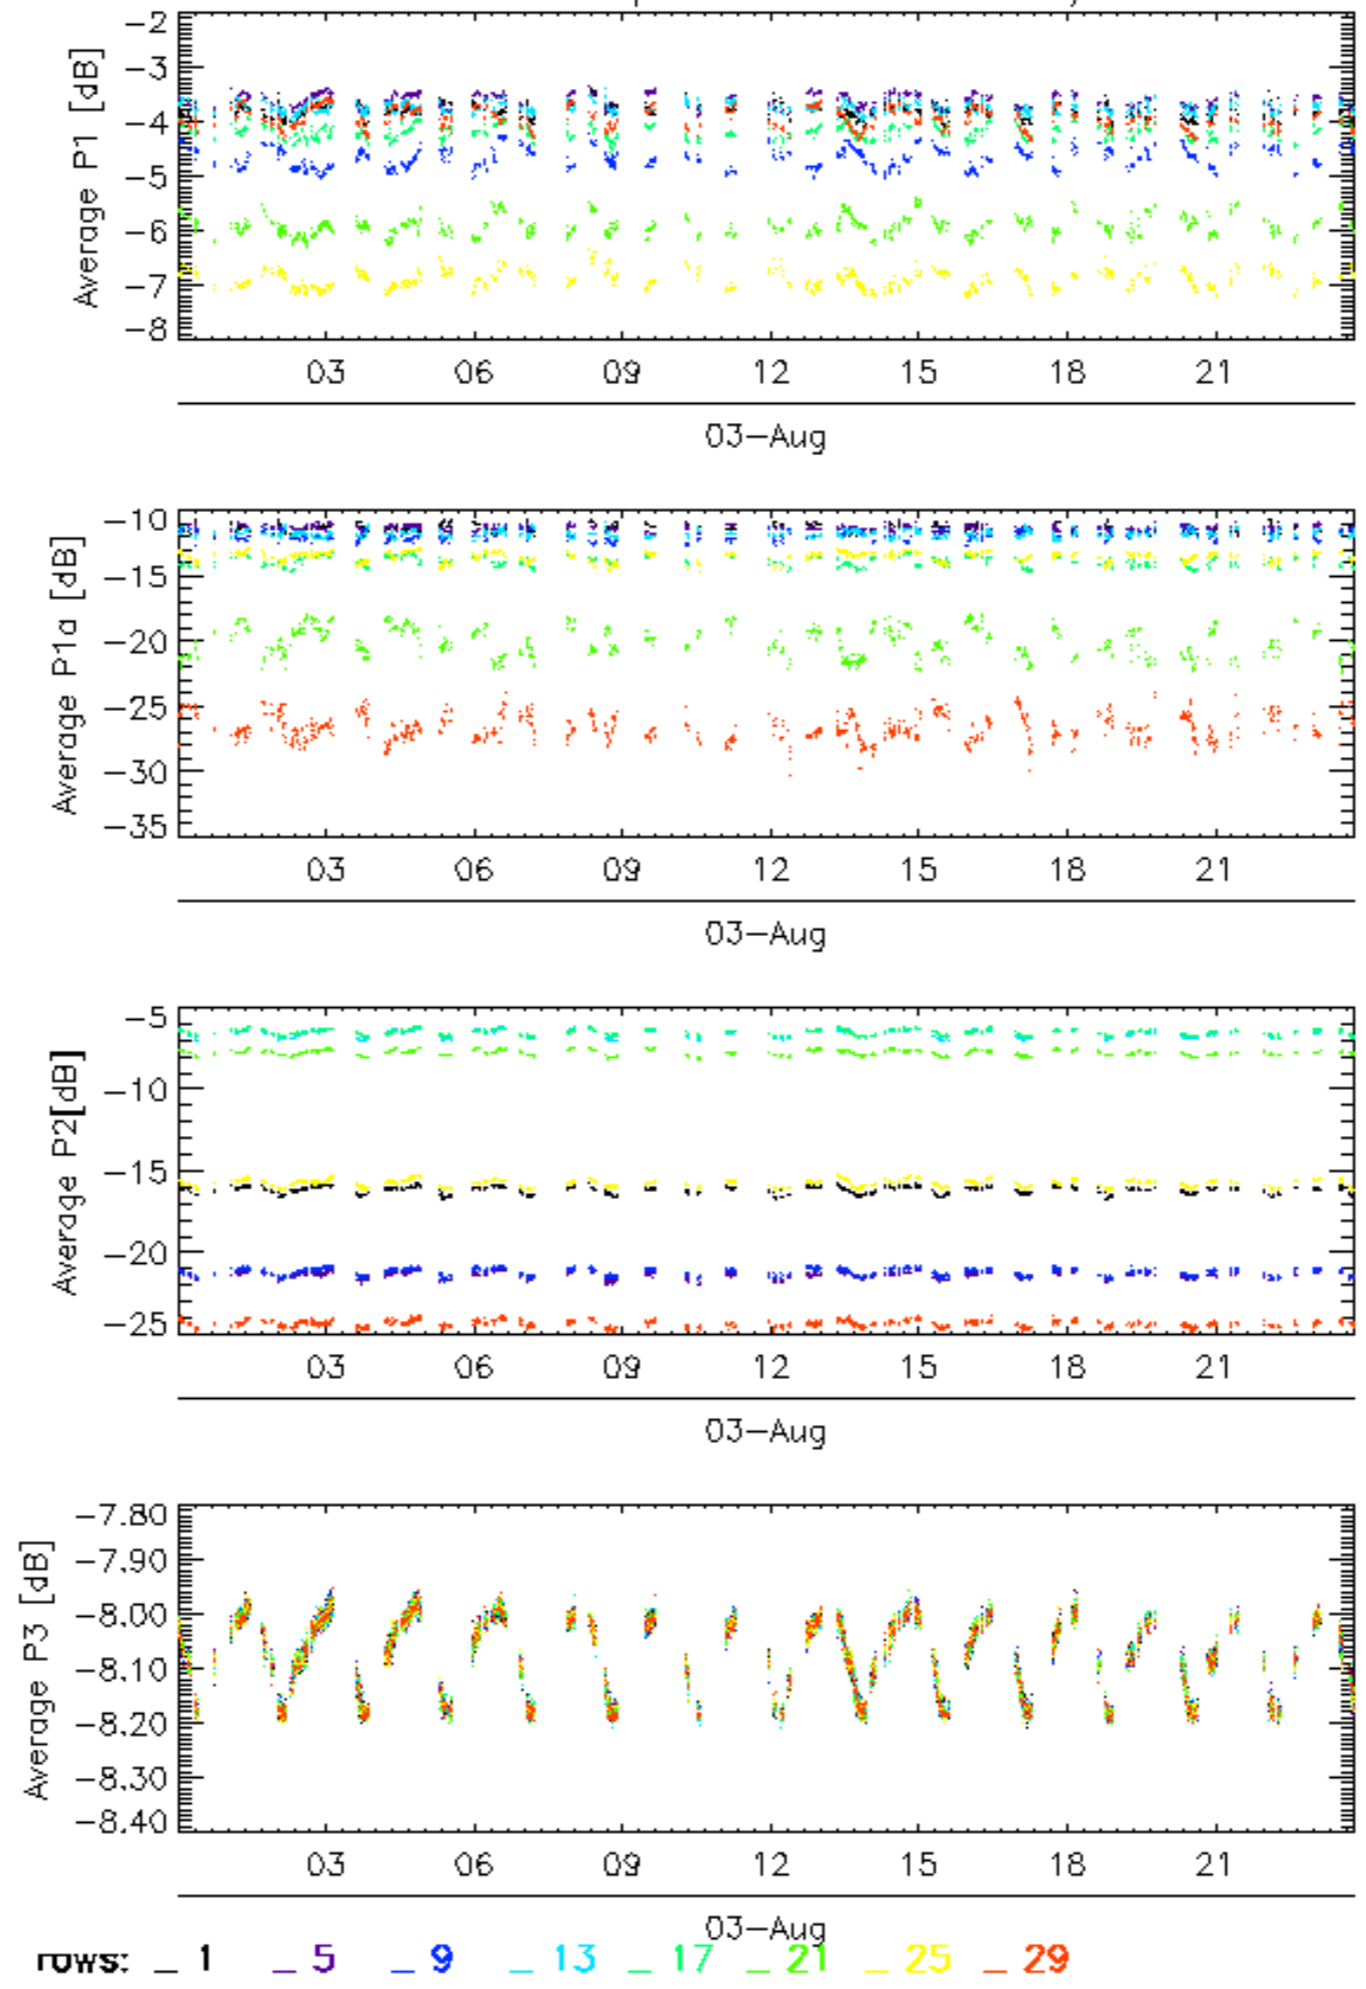 Average P1 [dB]
-2
-3
-4
-5
-6
-7
-8
03 06 09 12 15 18 21
03-Aug
Average P1a [dB]
-10
-15
-20
-25
-30
-35
03 06 09 12 15 18 21
03-Aug
Average P2[dB]
-5
-10
-15
-20
-25
03 06 09 12 15 18 21
03-Aug
Average P3 [dB]
-7.80
-7.90
-8.00
-8.10
-8.20
-8.30
-8.40
03 06 09 12 15 18 21
03-Aug
rows: _ 1 _ 5 _ 9 _ 13 _ 17 _ 21 _ 25 _ 29